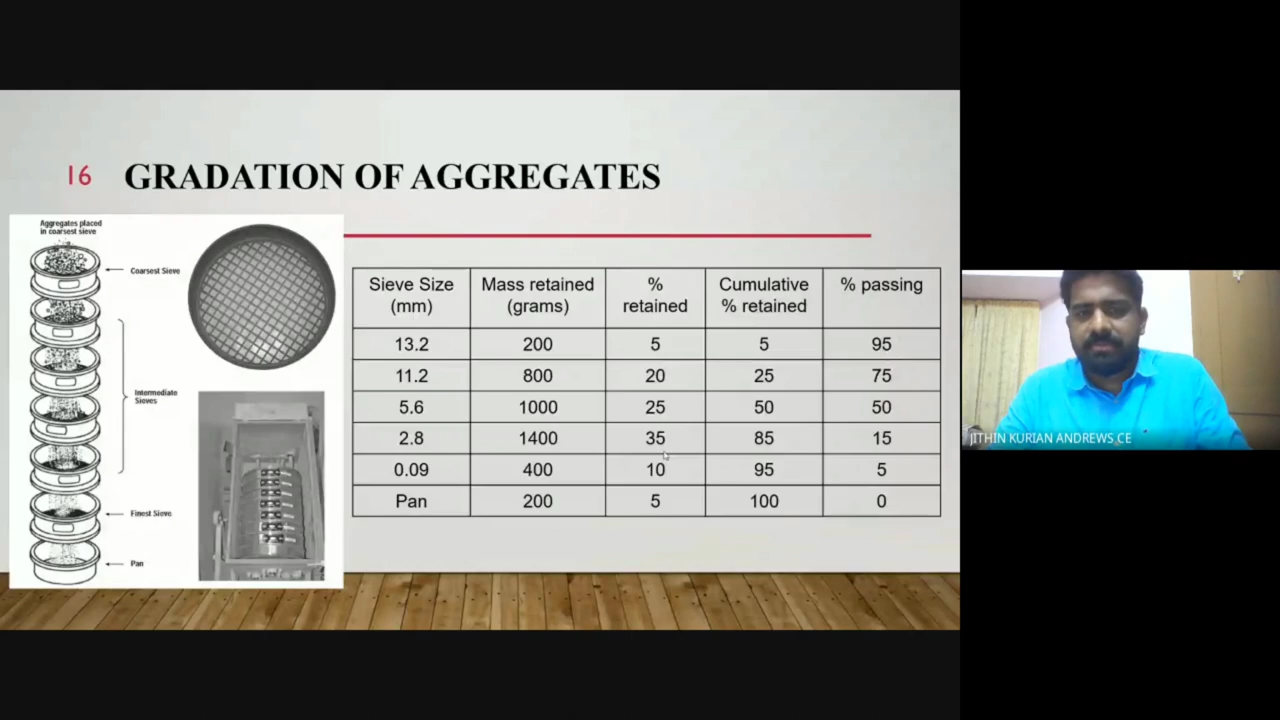 16 GRADATION OF AGGREGATES
Aggregates placed
in coarsest sieve
Coarsest Sieve
Intermediate
Sieves
Finest Sieve
Pan
Sieve Size (mm) Mass retained (grams) % retained Cumulative % retained % passing
13.2 200 5 5 95
11.2 800 20 25 75
5.6 1000 25 50 50
2.8 1400 35 85 15
0.09 400 10 95 5
Pan 200 5 100 0
JITHIN KURIAN ANDREWS CE